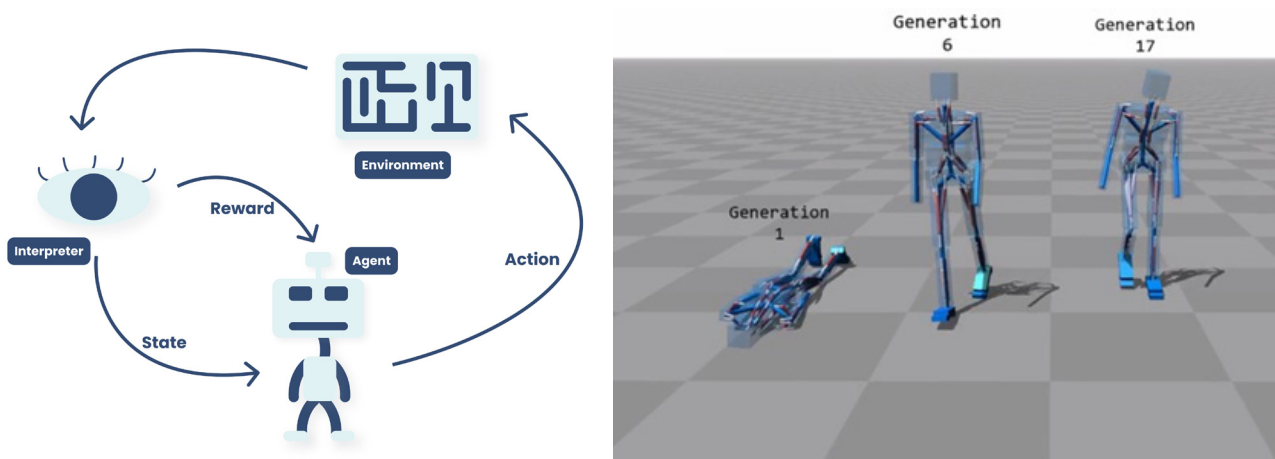 Environment
Reward
Interpreter
Agent
Action
State
Generation
6
Generation
17
Generation
1